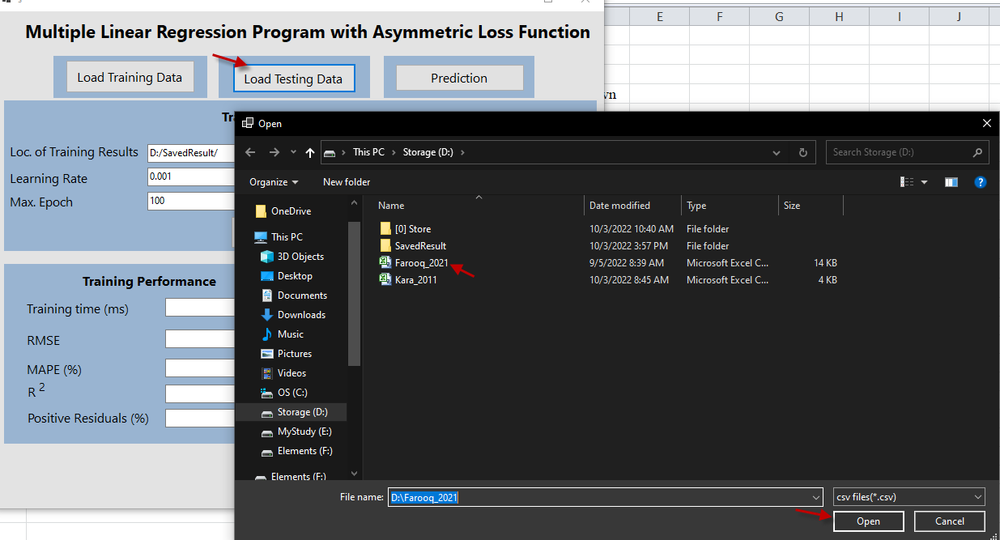 E F G H I J
Multiple Linear Regression Program with Asymmetric Loss Function
Load Training Data
Load Testing Data
Prediction
vn
Tr
Loc. of Training Results
D:/SavedResult/
Learning Rate
0.001
Max. Epoch
100
Training Performance
Training time (ms)
RMSE
MAPE (%)
R 2
Positive Residuals (%)
Open
This PC
Storage (D:)
Search Storage (D:)
Organize
New folder
?
OneDrive
This PC
3D Objects
Desktop
Documents
Downloads
Music
Pictures
Videos
OS (C:)
Storage (D:)
MyStudy (E:)
Elements (F:)
Elements (F:)
Name Date modified Type Size
[0] Store 10/3/2022 10:40 AM File folder
SavedResult 10/3/2022 3:57 PM File folder
Farooq_2021 9/5/2022 8:39 AM Microsoft Excel C... 14 KB
Kara_2011 10/3/2022 8:45 AM Microsoft Excel C... 4 KB
File name: D:\Farooq_2021
csv files(*.csv)
Open
Cancel